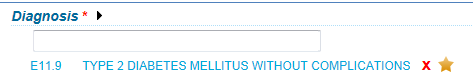 Diagnosis *
E11.9 TYPE 2 DIABETES MELLITUS WITHOUT COMPLICATIONS X